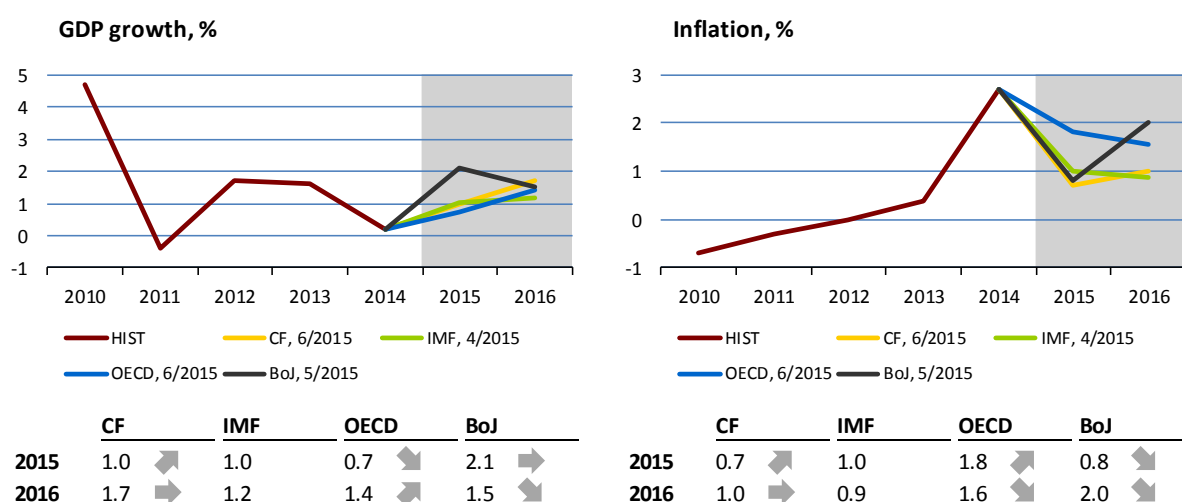 GDP growth, %
5
4
3
2
1
0
-1
2010 2011 2012 2013 2014 2015 2016
HIST CF, 6/2015 IMF, 4/2015
OECD, 6/2015 BoJ, 5/2015
CF IMF OECD BoJ
2015 1.0 1.0 0.7 2.1
2016 1.7 1.2 1.4 1.5
Inflation, %
3
2
1
0
-1
2010 2011 2012 2013 2014 2015 2016
HIST CF, 6/2015 IMF, 4/2015
OECD, 6/2015 BoJ, 5/2015
CF IMF OECD BoJ
2015 0.7 1.0 1.8 0.8
2016 1.0 0.9 1.6 2.0